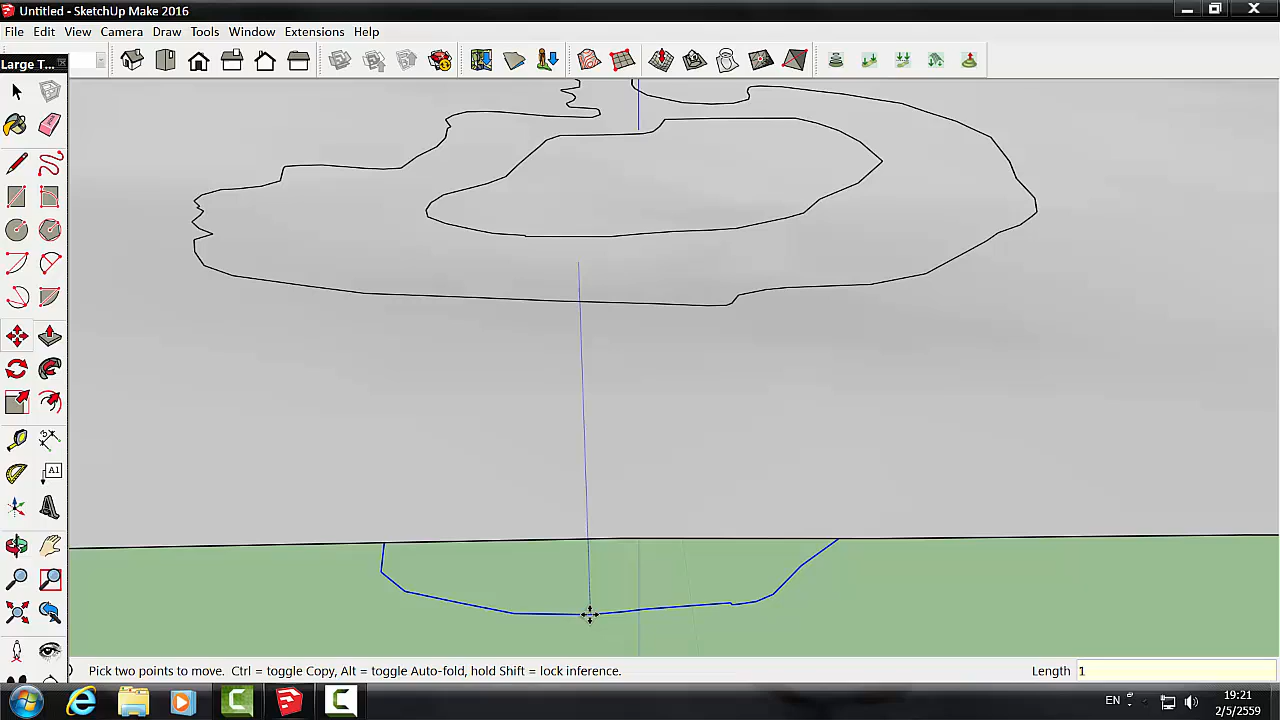 Untitled - SketchUp Make 2016
File Edit View Camera Draw Tools Window Extensions Help
Large T...
A1
Pick two points to move. Ctrl = toggle Copy, Alt = toggle Auto-fold, hold Shift = lock inference.
Length 1
EN
19:21
2/5/2559